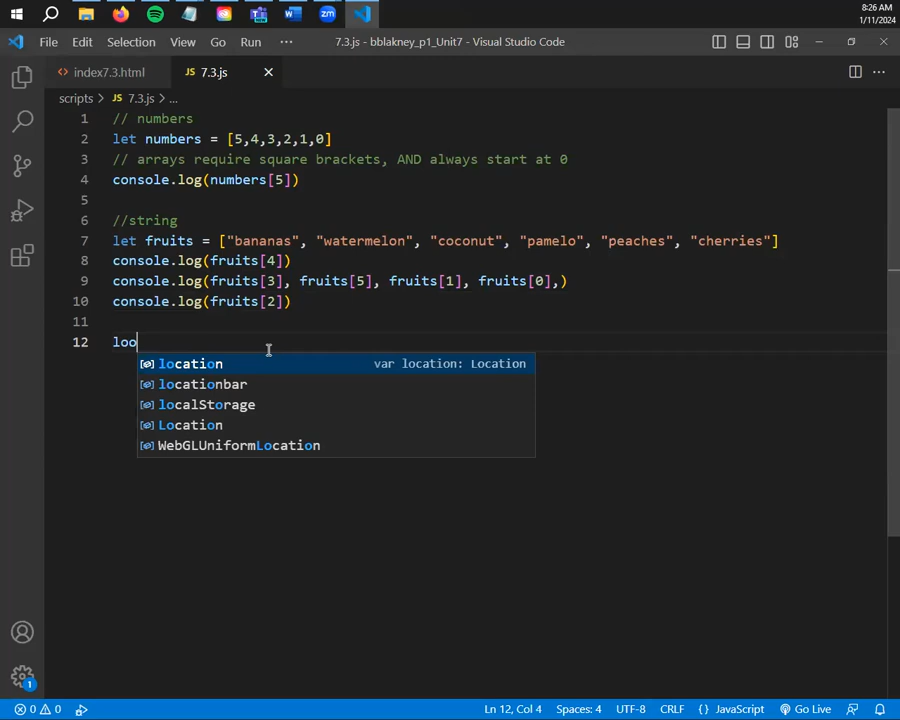 8:26 AM
1/11/2024
File Edit Selection View Go Run ··· 7.3.js - bblakney_p1_Unit7 - Visual Studio Code
<> index7.3.html JS 7.3.js ×
scripts > JS 7.3.js > ...
1 // numbers
2 let numbers = [5,4,3,2,1,0]
3 // arrays require square brackets, AND always start at 0
4 console.log(numbers[5])
5
6 //string
7 let fruits = ["bananas", "watermelon", "coconut", "pamelo", "peaches", "cherries"]
8 console.log(fruits[4])
9 console.log(fruits[3], fruits[5], fruits[1], fruits[0],)
10 console.log(fruits[2])
11
12 loo
location var location: Location
locationbar
localStorage
Location
WebGLUniformLocation
1
0 0 Ln 12, Col 4 Spaces: 4 UTF-8 CRLF {} JavaScript Go Live